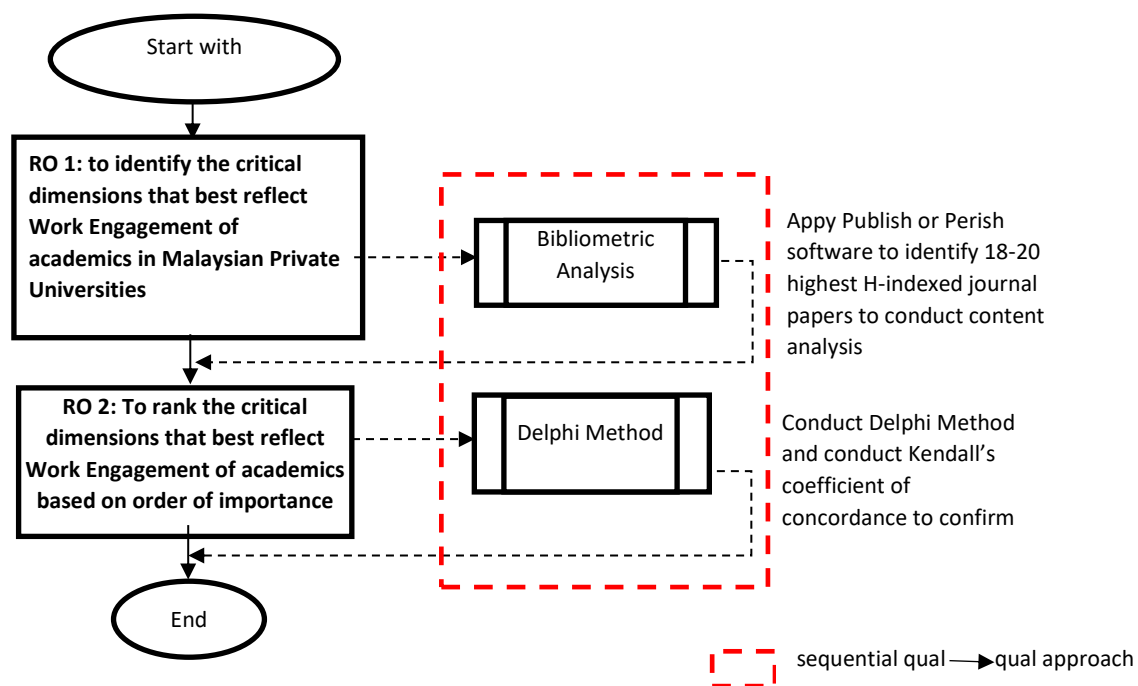 Start with
RO 1: to identify the critical
dimensions that best reflect
Work Engagement of
academics in Malaysian Private
Universities
Bibliometric
Analysis
Appy Publish or Perish
software to identify 18-20
highest H-indexed journal
papers to conduct content
analysis
RO 2: To rank the critical
dimensions that best reflect
Work Engagement of academics
based on order of importance
Delphi Method
Conduct Delphi Method
and conduct Kendall’s
coefficient of
concordance to confirm
End
sequential qual qual approach